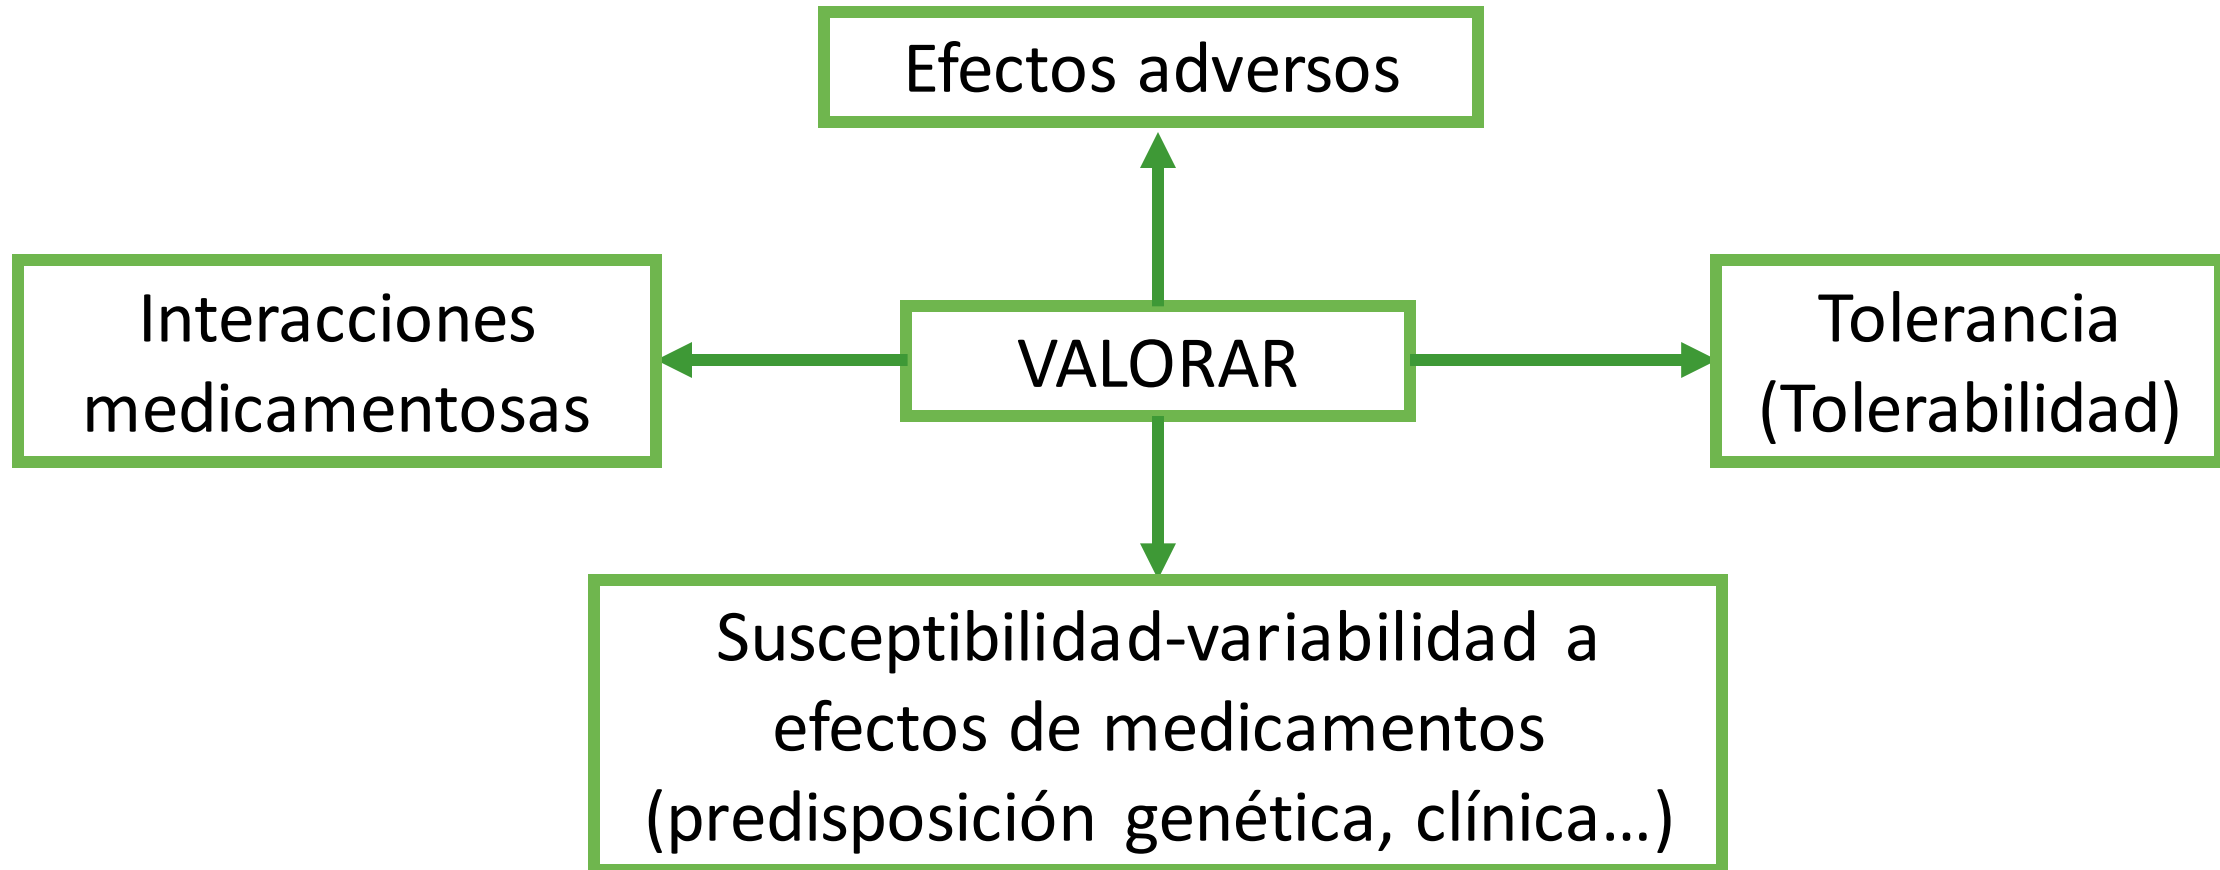 Efectos adversos
Interacciones
medicamentosas
VALORAR
Tolerancia
(Tolerabilidad)
Susceptibilidad-variabilidad a
efectos de medicamentos
(predisposición genética, clínica...)